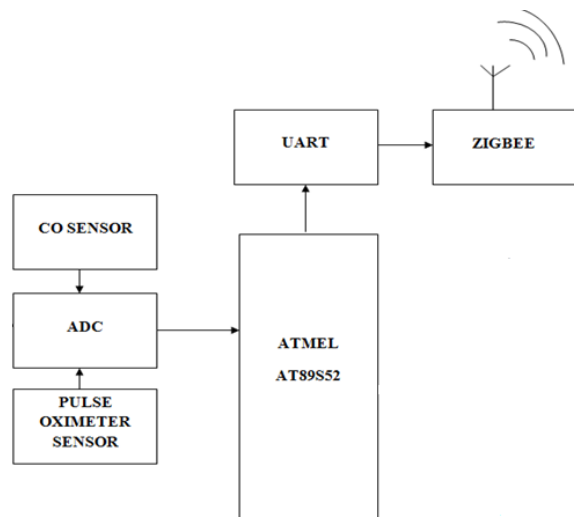 UART
ZIGBEE
CO SENSOR
ADC
ATMEL
AT89S52
PULSE
OXIMETER
SENSOR